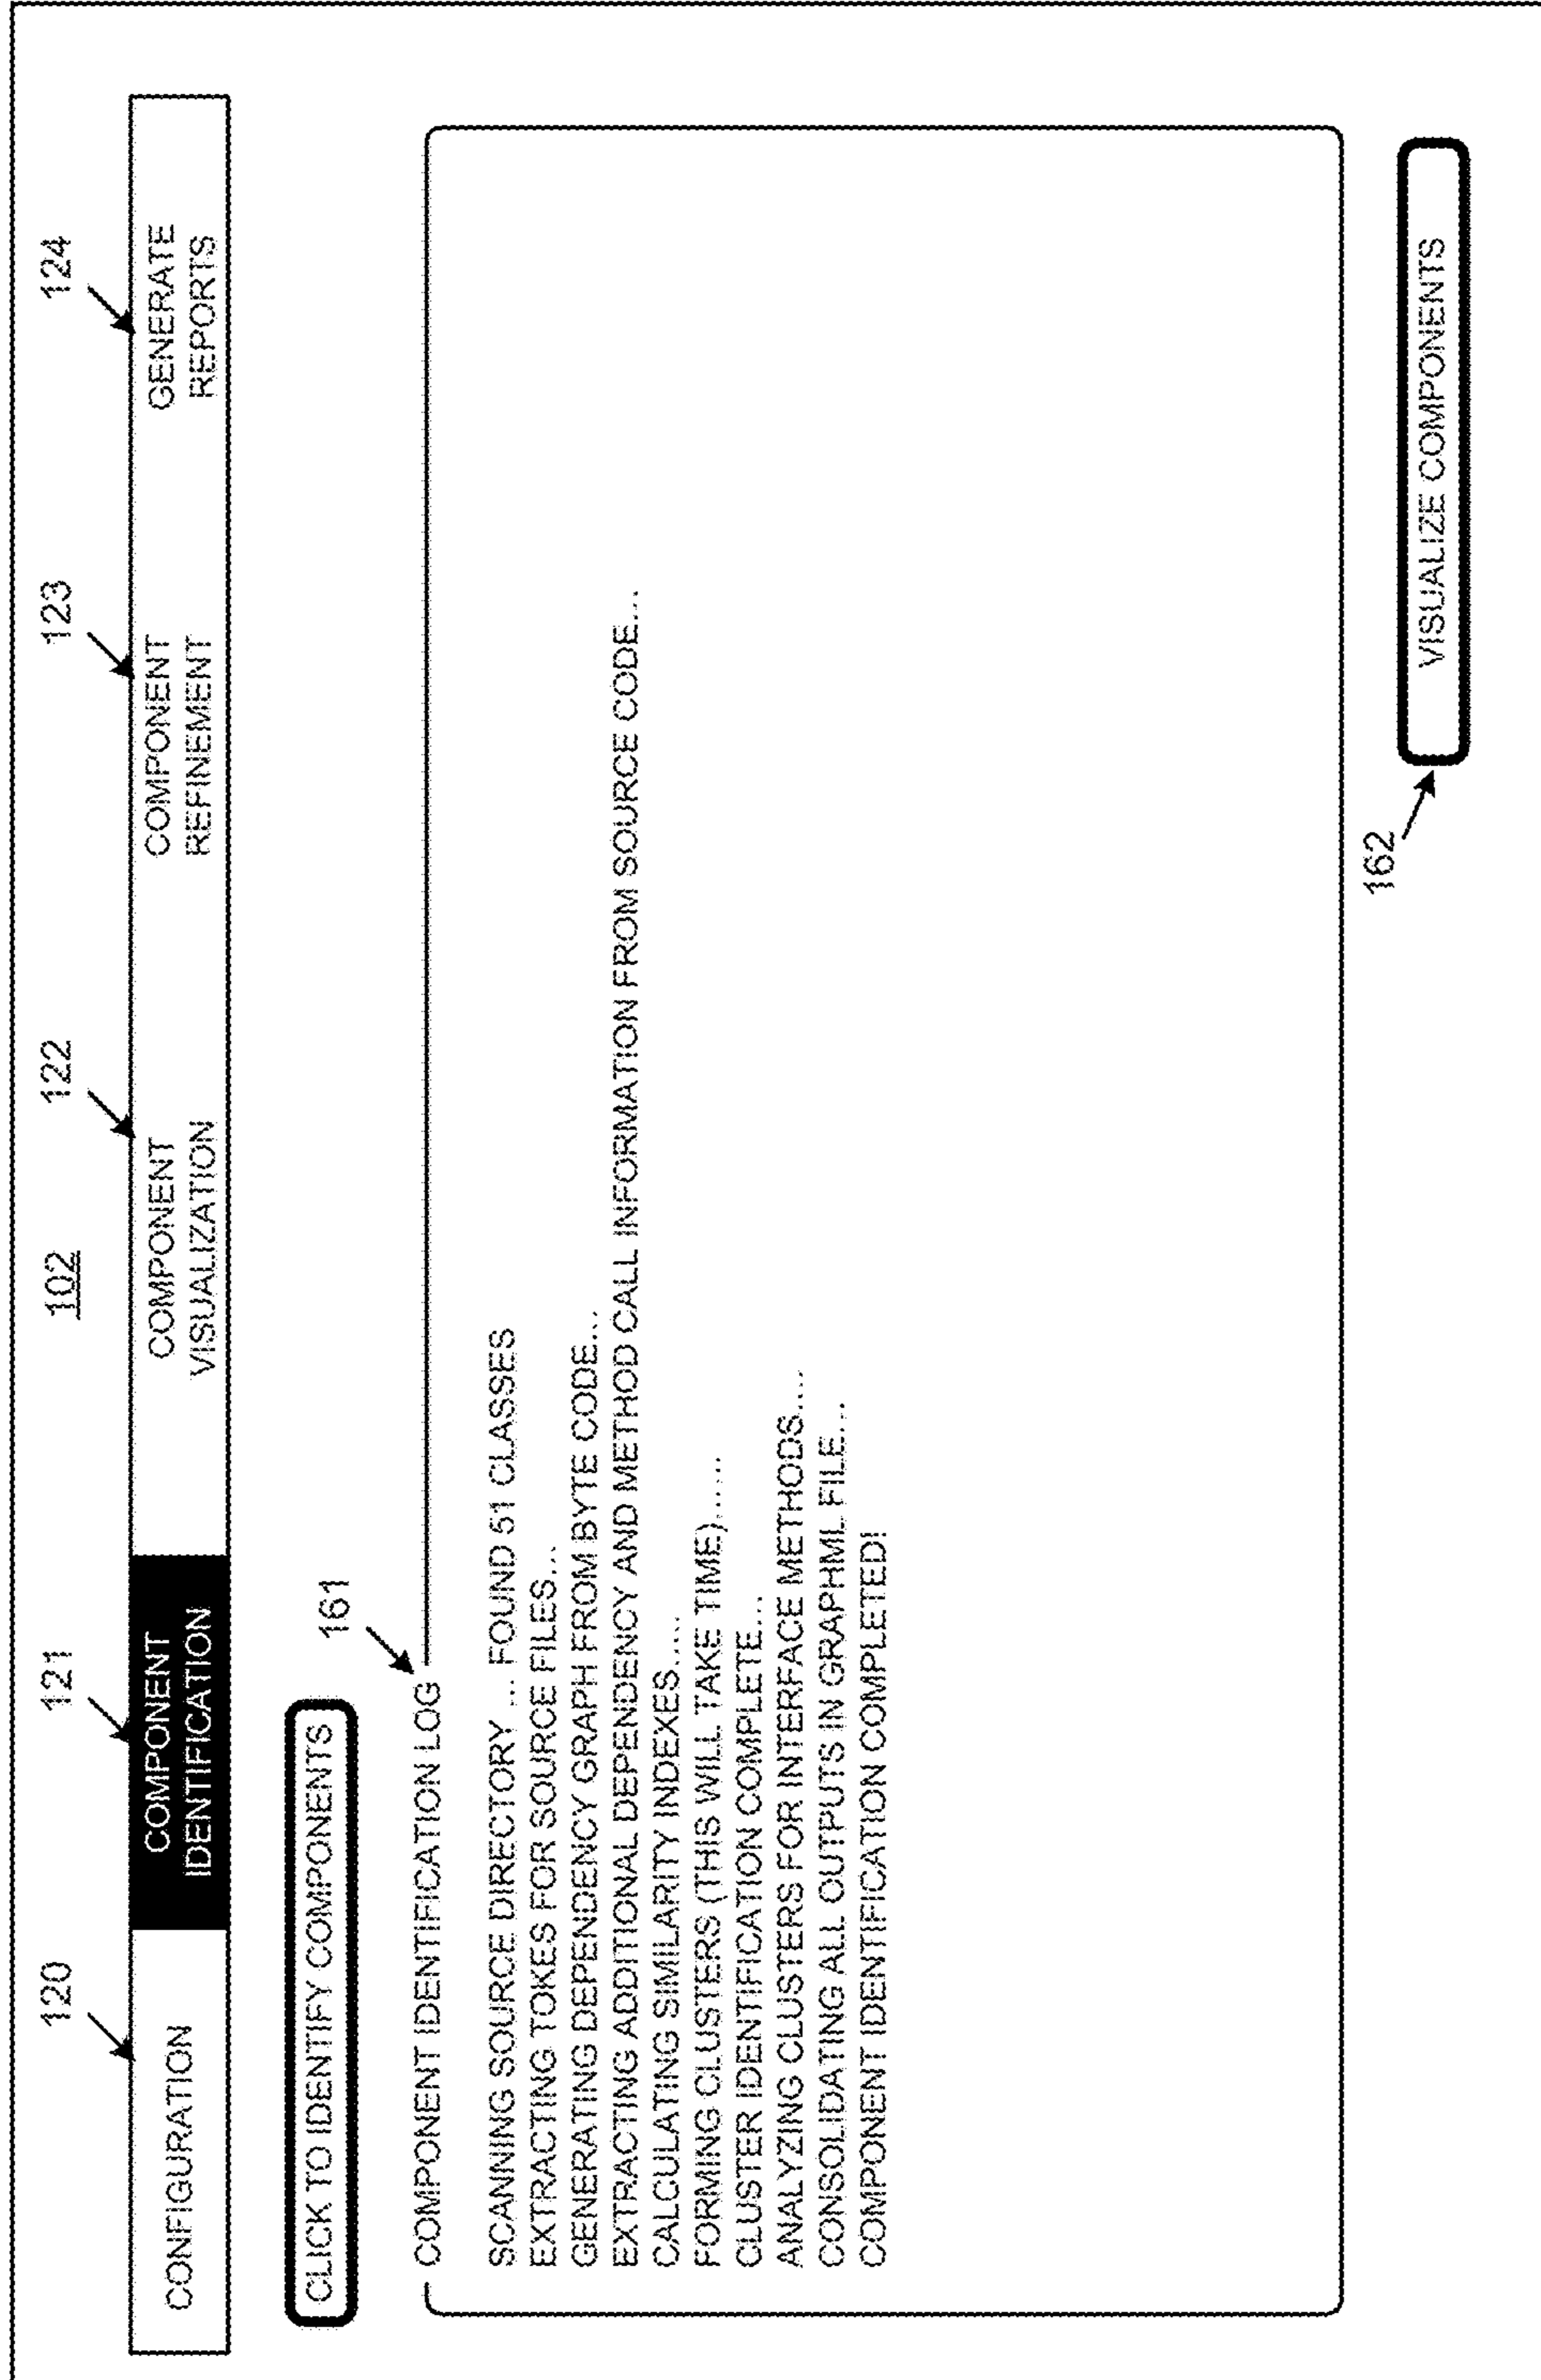 102
120
121
122
123
124
CONFIGURATION
COMPONENT
IDENTIFICATION
COMPONENT
VISUALIZATION
COMPONENT
REFINEMENT
GENERATE
REPORTS
CLICK TO IDENTIFY COMPONENTS
161
COMPONENT IDENTIFICATION LOG
SCANNING SOURCE DIRECTORY ... FOUND 51 CLASSES
EXTRACTING TOKES FOR SOURCE FILES...
GENERATING DEPENDENCY GRAPH FROM BYTE CODE...
EXTRACTING ADDITIONAL DEPENDENCY AND METHOD CALL INFORMATION FROM SOURCE CODE...
CALCULATING SIMILARITY INDEXES.....
FORMING CLUSTERS (THIS WILL TAKE TIME)......
CLUSTER IDENTIFICATION COMPLETE...
ANALYZING CLUSTERS FOR INTERFACE METHODS....
CONSOLIDATING ALL OUTPUTS IN GRAPHML FILE...
COMPONENT IDENTIFICATION COMPLETED!
162
VISUALIZE COMPONENTS